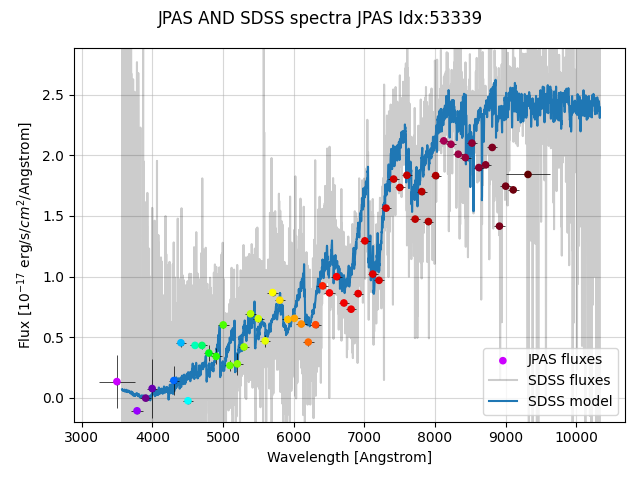 JPAS AND SDSS spectra JPAS Idx:53339
Flux [10⁻¹⁷ erg/s/cm²/Angstrom]
2.5
2.0
1.5
1.0
0.5
0.0
JPAS fluxes
SDSS fluxes
SDSS model
3000 4000 5000 6000 7000 8000 9000 10000
Wavelength [Angstrom]